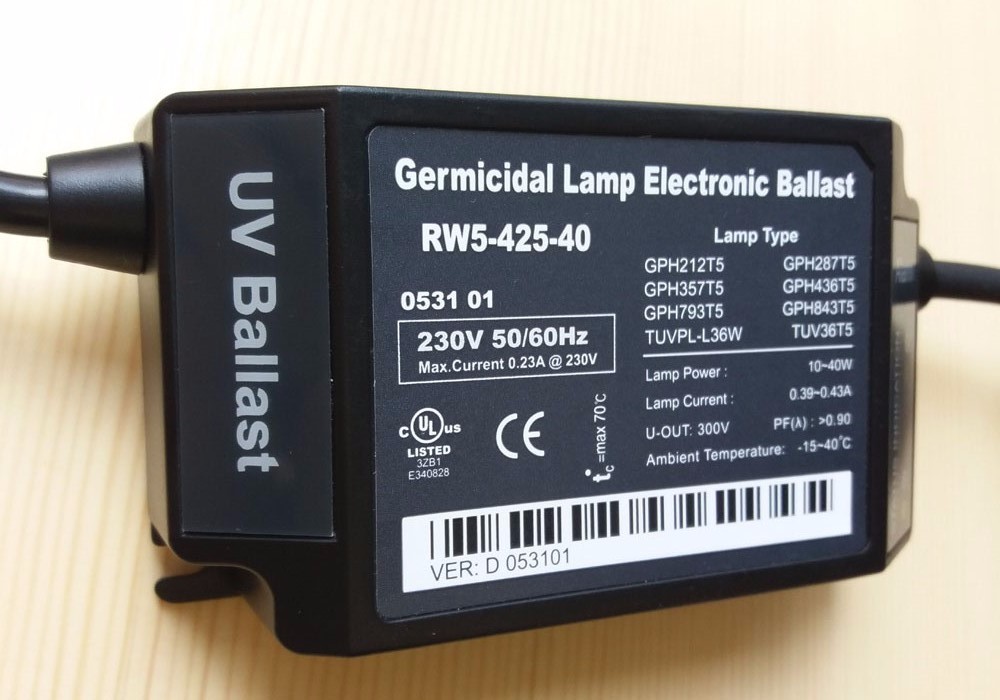 UV Ballast
Germicidal Lamp Electronic Ballast
RW5-425-40
0531 01
230V 50/60Hz
Max.Current 0.23A @ 230V
C UL us
LISTED
3ZB1
E340828
CE
tc =max 70℃
Lamp Type
GPH212T5 GPH287T5
GPH357T5 GPH436T5
GPH793T5 GPH843T5
TUVPL-L36W TUV36T5
Lamp Power : 10~40W
Lamp Current : 0.39~0.43A
U-OUT: 300V PF(λ) : >0.90
Ambient Temperature: -15~40℃
VER: D 053101